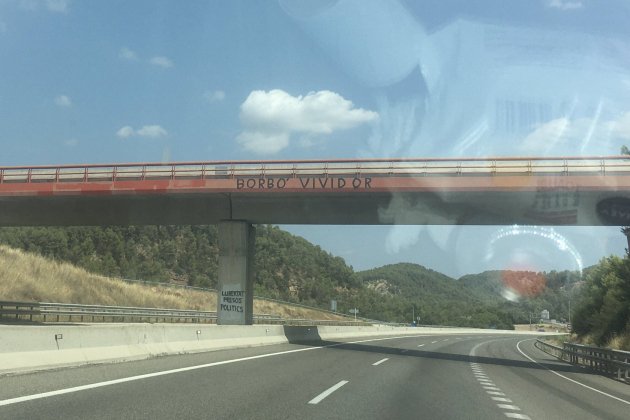 BORBÓ VIVIDOR
LLIBERTAT
PRESOS
POLÍTICS